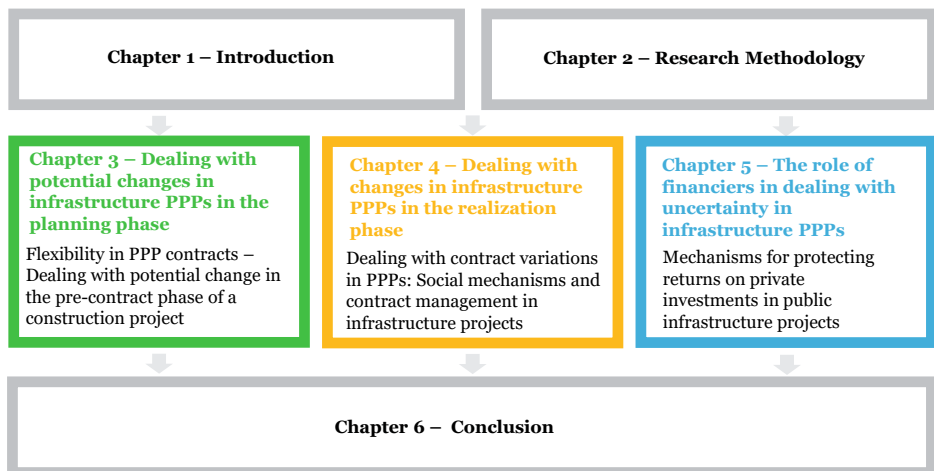 Chapter 1 – Introduction
Chapter 2 – Research Methodology
Chapter 3 – Dealing with
potential changes in
infrastructure PPPs in the
planning phase
Flexibility in PPP contracts –
Dealing with potential change in
the pre-contract phase of a
construction project
Chapter 4 – Dealing with
changes in infrastructure
PPPs in the realization
phase
Dealing with contract variations
in PPPs: Social mechanisms and
contract management in
infrastructure projects
Chapter 5 – The role of
financiers in dealing with
uncertainty in
infrastructure PPPs
Mechanisms for protecting
returns on private
investments in public
infrastructure projects
Chapter 6 – Conclusion